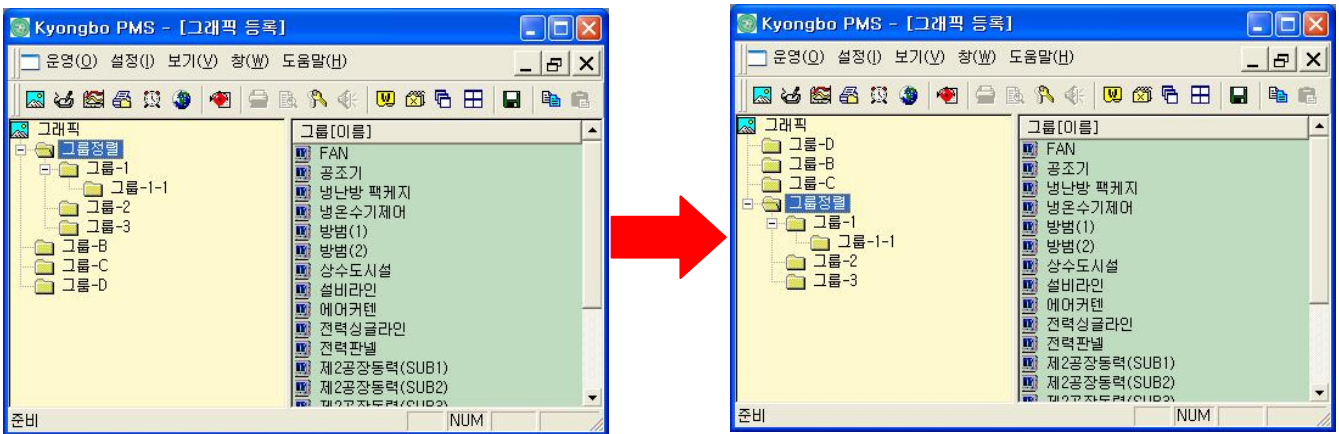 Kyongbo PMS - [그래픽 등록]
운영(O) 설정(I) 보기(V) 창(W) 도움말(H)
그래픽
그룹정렬
그룹-1
그룹-1-1
그룹-2
그룹-3
그룹-B
그룹-C
그룹-D
그룹[이름]
FAN
공조기
냉난방 팩케지
냉온수기제어
방범(1)
방범(2)
상수도시설
설비라인
에어커텐
전력싱글라인
전력판넬
제2공장동력(SUB1)
제2공장동력(SUB2)
준비
NUM
Kyongbo PMS - [그래픽 등록]
운영(O) 설정(I) 보기(V) 창(W) 도움말(H)
그래픽
그룹-D
그룹-B
그룹-C
그룹정렬
그룹-1
그룹-1-1
그룹-2
그룹-3
그룹[이름]
FAN
공조기
냉난방 팩케지
냉온수기제어
방범(1)
방범(2)
상수도시설
설비라인
에어커텐
전력싱글라인
전력판넬
제2공장동력(SUB1)
제2공장동력(SUB2)
준비
NUM